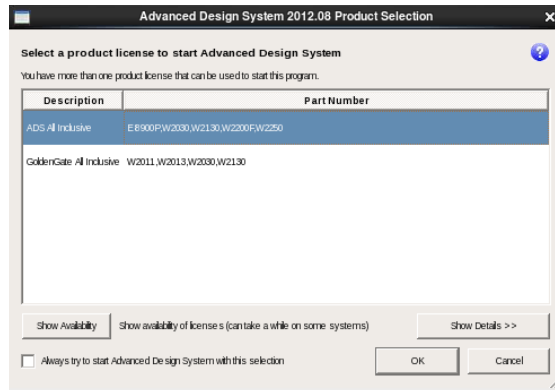 Advanced Design System 2012.08 Product Selection
Select a product license to start Advanced Design System
You have more than one product license that can be used to start this program.
Description Part Number
ADS All Inclusive E8900P,W2030,W2130,W2200F,W2250
GoldenGate All Inclusive W2011,W2013,W2030,W2130
Show Availability Show availability of licenses (can take a while on some systems) Show Details >>
Always try to start Advanced Design System with this selection OK Cancel